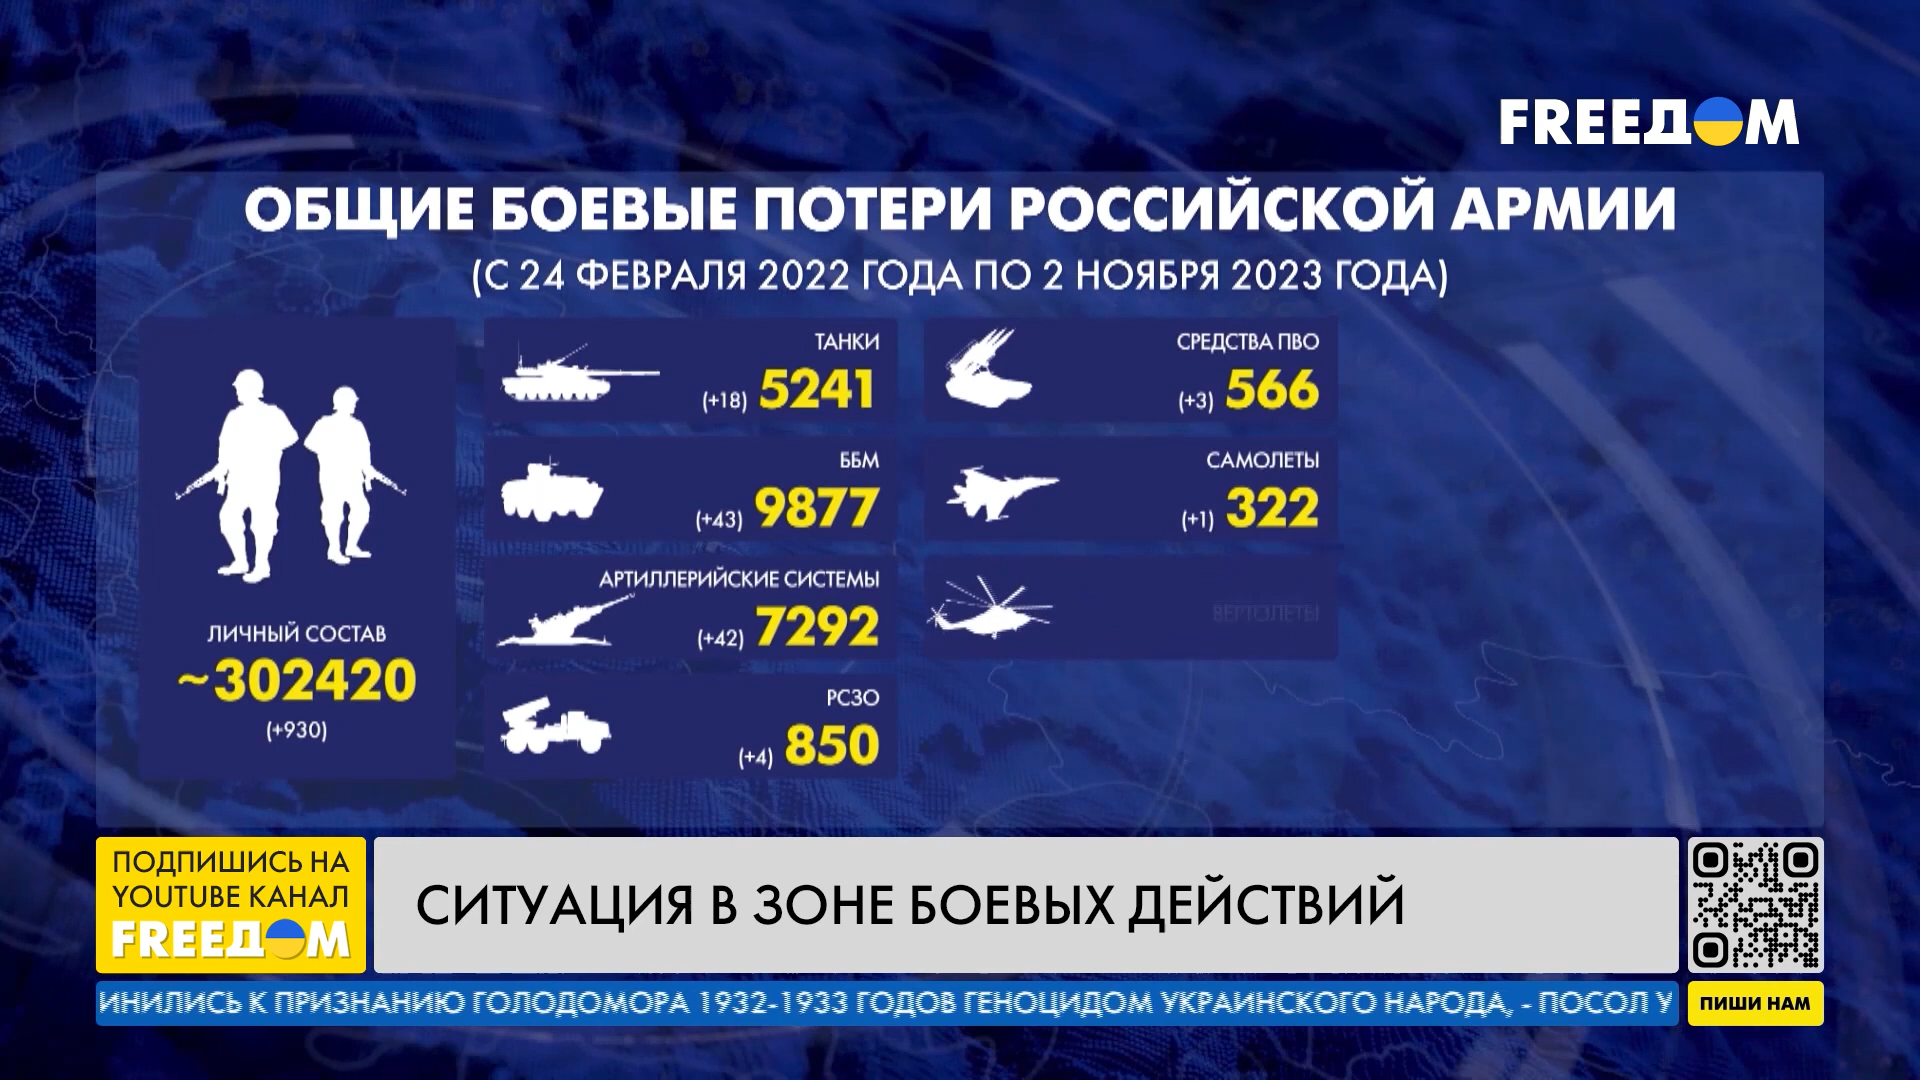 FREEДOM
ОБЩИЕ БОЕВЫЕ ПОТЕРИ РОССИЙСКОЙ АРМИИ
(С 24 ФЕВРАЛЯ 2022 ГОДА ПО 2 НОЯБРЯ 2023 ГОДА)
ЛИЧНЫЙ СОСТАВ
~302420
(+930)
ТАНКИ
(+18) 5241
ББМ
(+43) 9877
АРТИЛЛЕРИЙСКИЕ СИСТЕМЫ
(+42) 7292
РСЗО
(+4) 850
СРЕДСТВА ПВО
(+3) 566
САМОЛЕТЫ
(+1) 322
ВЕРТОЛЕТЫ
ПОДПИШИСЬ НА
YOUTUBE КАНАЛ
FREEДOM
СИТУАЦИЯ В ЗОНЕ БОЕВЫХ ДЕЙСТВИЙ
ИНИЛИСЬ К ПРИЗНАНИЮ ГОЛОДОМОРА 1932-1933 ГОДОВ ГЕНОЦИДОМ УКРАИНСКОГО НАРОДА, - ПОСОЛ У
ПИШИ НАМ